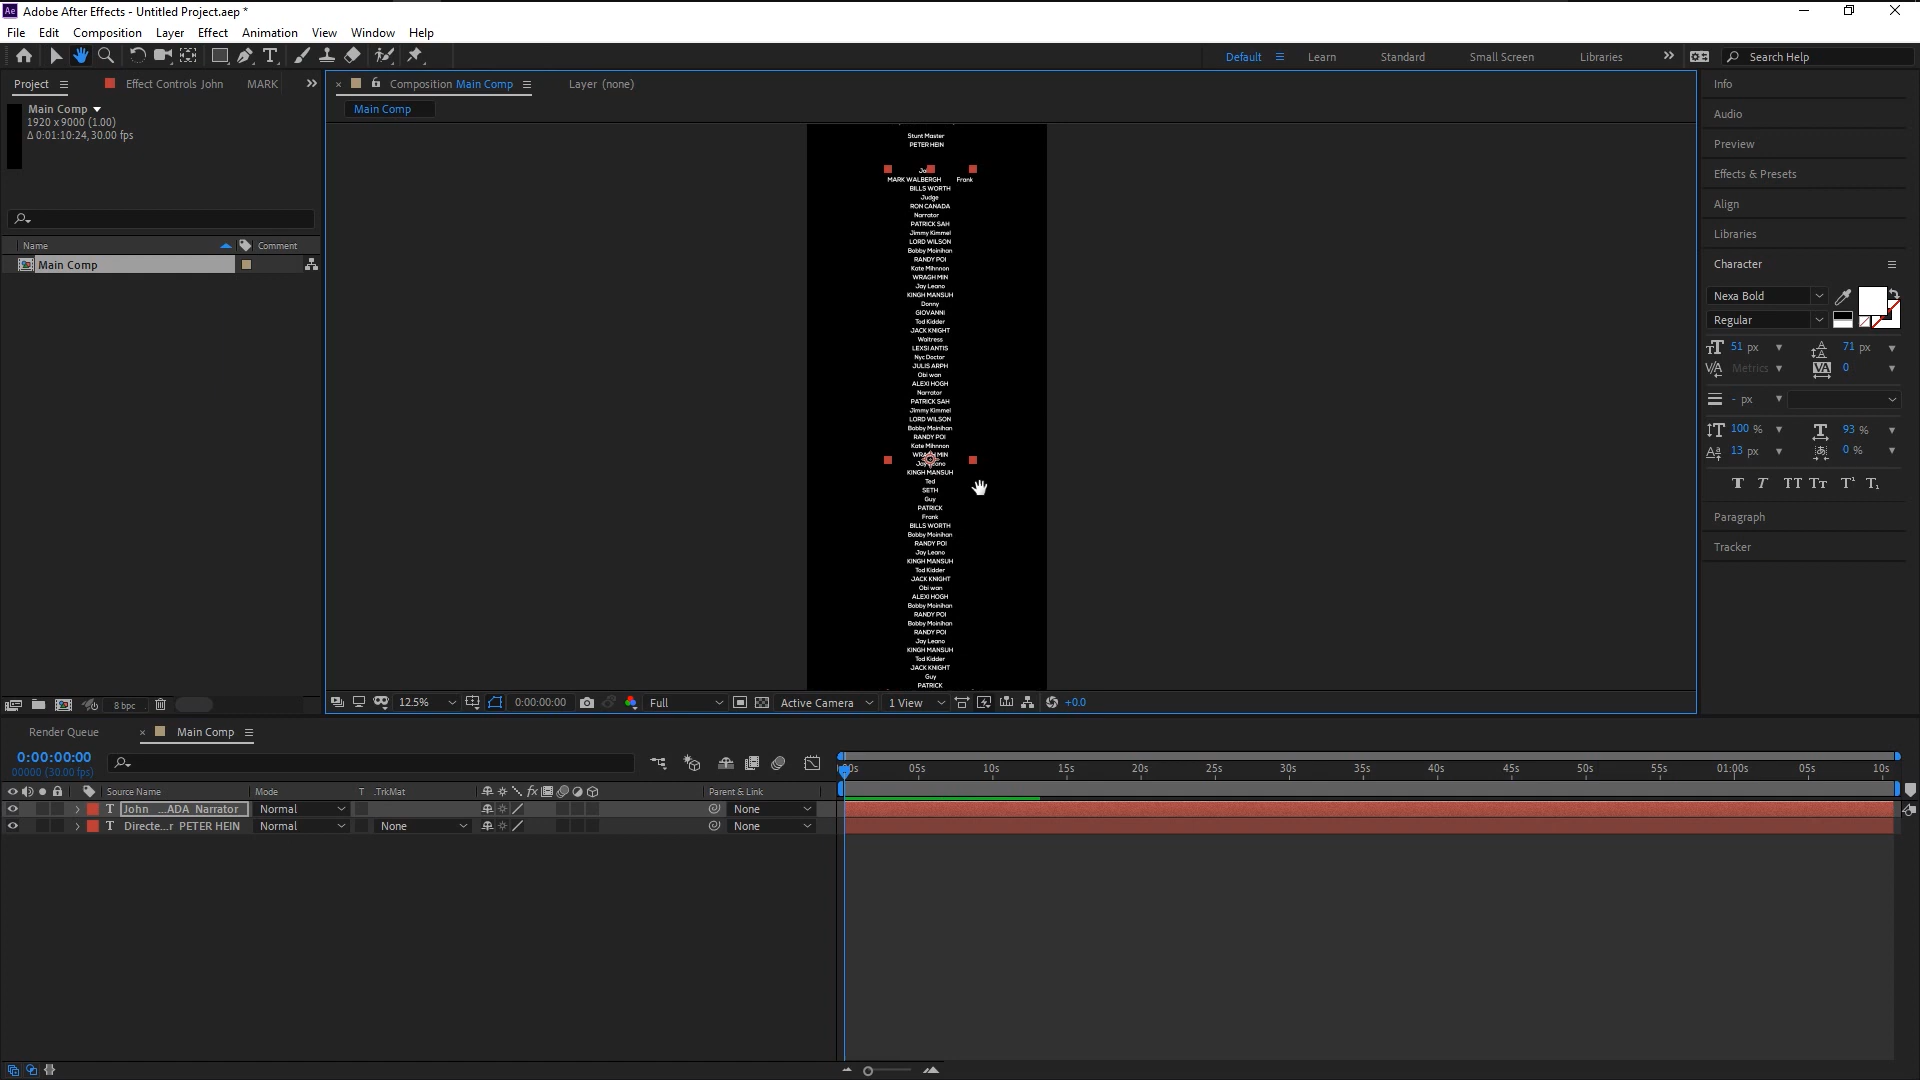 Adobe After Effects - Untitled Project.aep *
File Edit Composition Layer Effect Animation View Window Help
Default Learn Standard Small Screen Libraries Search Help
Project Effect Controls John MARK
Main Comp
1920 x 9000 (1.00)
Δ 0:01:10:24, 30.00 fps
Name Comment
Main Comp
8 bpc
Composition Main Comp Layer (none)
Main Comp
Stunt Master
PETER HEIN
MARK WALBERGH Frank
BILLS WORTH
Judge
RON CANADA
Narrator
PATRICK SAH
Jimmy Kimmel
LORD WILSON
Bobby Moinihan
RANDY POI
Kate Mihnnon
WRAGH MIN
Jay Leano
KINGH MANSUH
Donny
GIOVANNI
Tod Kidder
JACK KNIGHT
Waitress
LEXSI ANTIS
Nyc Doctor
JULIS ARPH
Obi wan
ALEXI HOGH
Narrator
PATRICK SAH
Jimmy Kimmel
LORD WILSON
Bobby Moinihan
RANDY POI
Kate Mihnnon
WRAGH MIN
Jay Leano
KINGH MANSUH
Ted
SETH
Guy
PATRICK
Frank
BILLS WORTH
Bobby Moinihan
RANDY POI
Jay Leano
KINGH MANSUH
Tod Kidder
JACK KNIGHT
Obi wan
ALEXI HOGH
Bobby Moinihan
RANDY POI
Bobby Moinihan
RANDY POI
Jay Leano
KINGH MANSUH
Tod Kidder
JACK KNIGHT
Guy
PATRICK
12.5% 0:00:00:00 Full Active Camera 1 View +0.0
Info
Audio
Preview
Effects & Presets
Align
Libraries
Character
Nexa Bold
Regular
51 px 71 px
Metrics 0
- px
100 % 93 %
13 px 0 %
Paragraph
Tracker
Render Queue Main Comp
0:00:00:00
00000 (30.00 fps)
Source Name Mode T .TrkMat Parent & Link
John ...ADA Narrator Normal None
Directe...r PETER HEIN Normal None None
00s 05s 10s 15s 20s 25s 30s 35s 40s 45s 50s 55s 01:00s 05s 10s